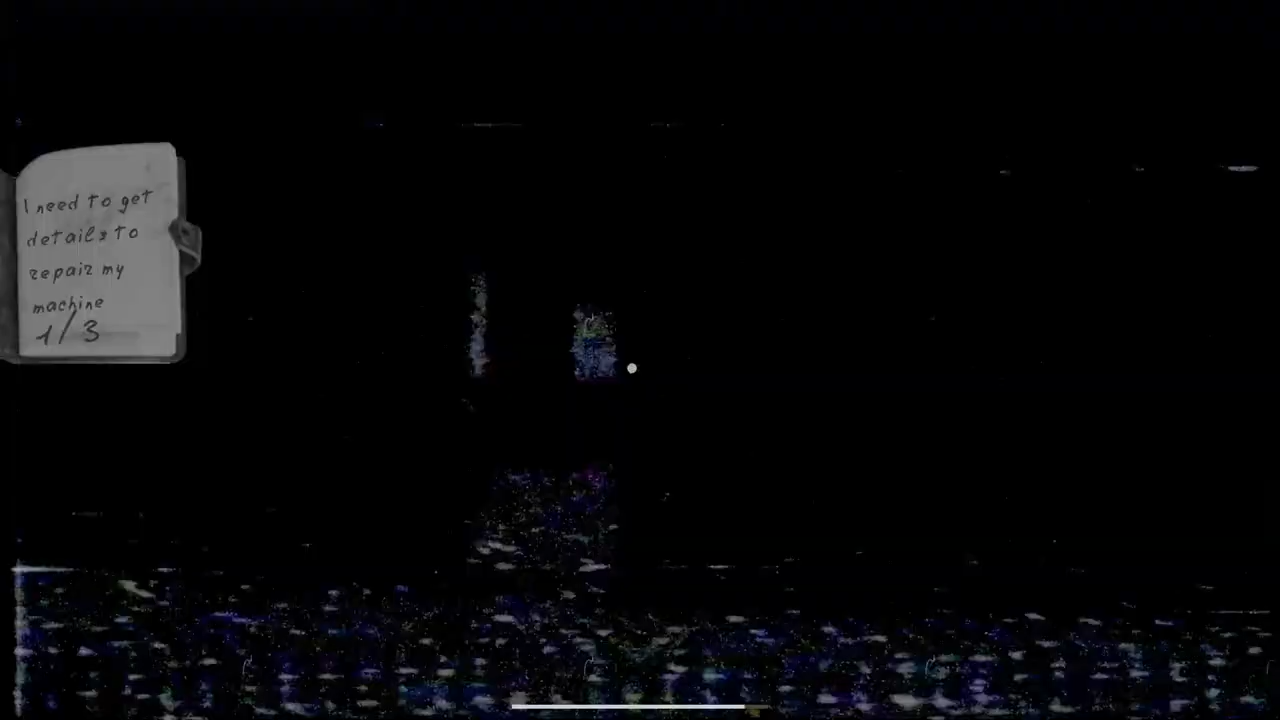 I need to get
details to
repair my
machine
1/3